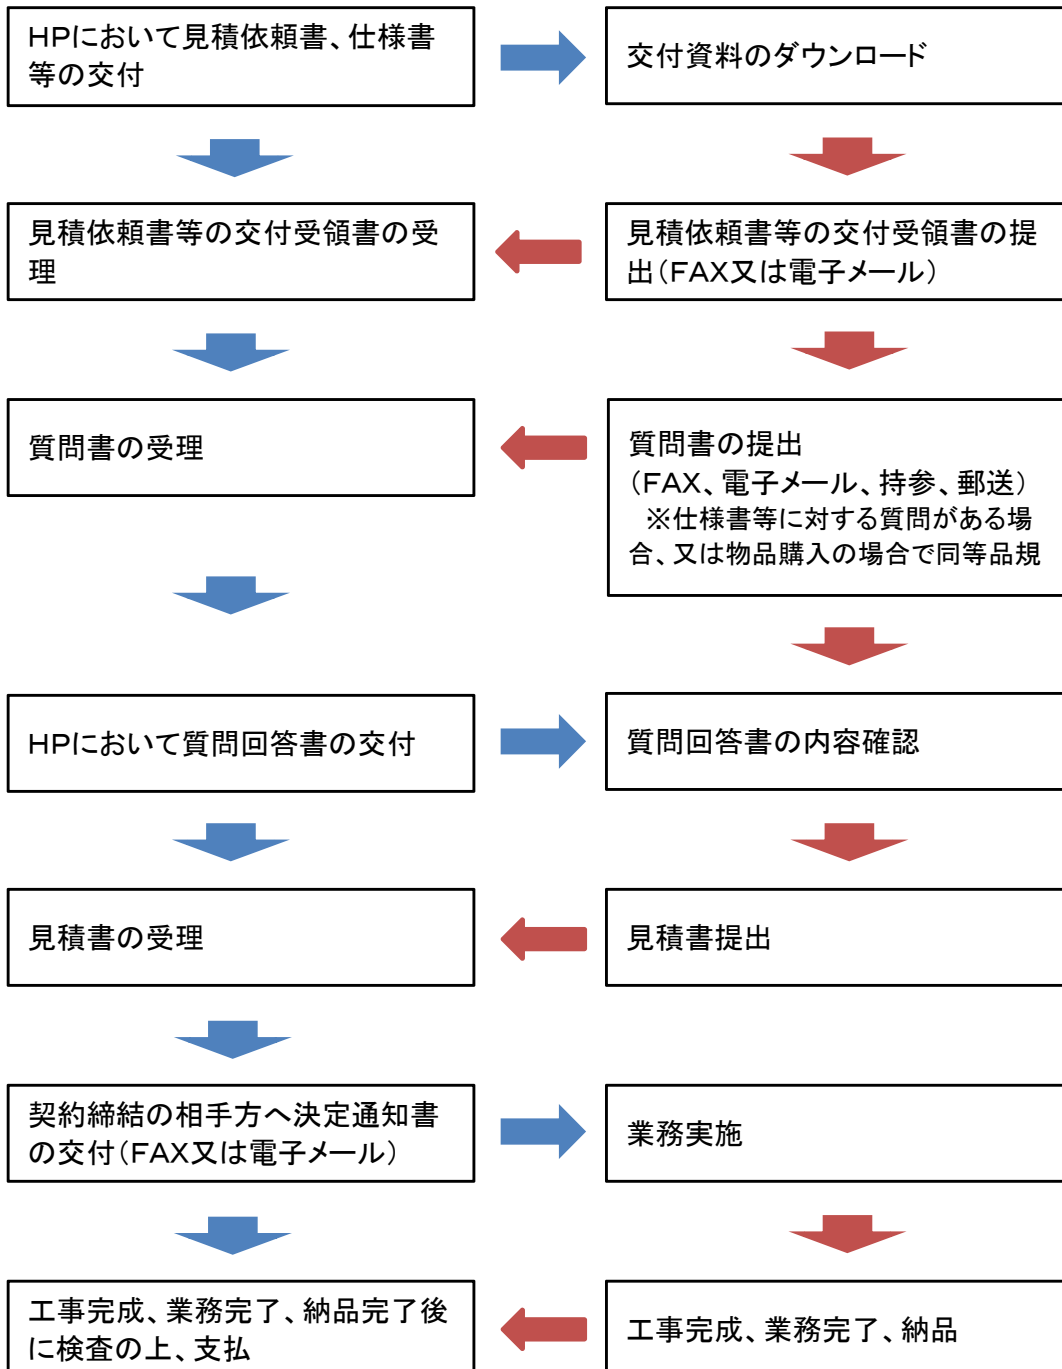 HPにおいて見積依頼書、仕様書
等の交付
交付資料のダウンロード
見積依頼書等の交付受領書の受
理
見積依頼書等の交付受領書の提
出(FAX又は電子メール)
質問書の受理
質問書の提出
(FAX、電子メール、持参、郵送)
※仕様書等に対する質問がある場
合、又は物品購入の場合で同等品規
HPにおいて質問回答書の交付
質問回答書の内容確認
見積書の受理
見積書提出
契約締結の相手方へ決定通知書
の交付(FAX又は電子メール)
業務実施
工事完成、業務完了、納品完了後
に検査の上、支払
工事完成、業務完了、納品